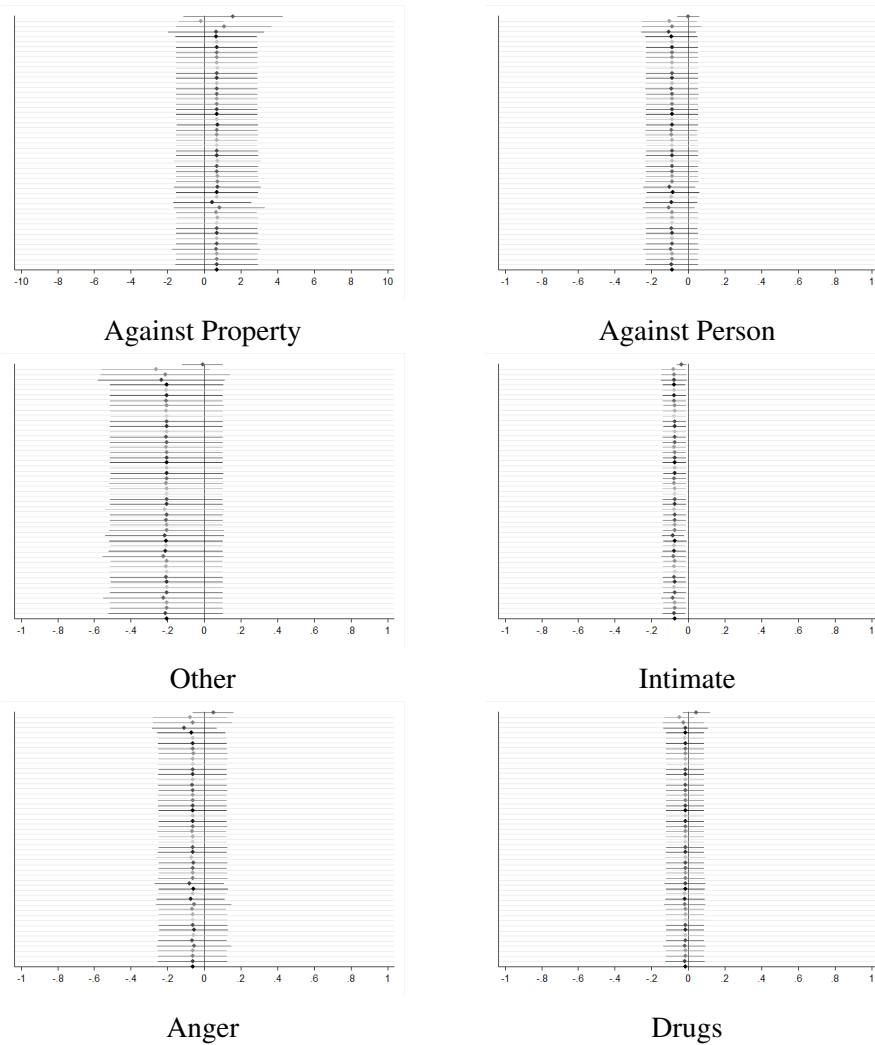 -10 -8 -6 -4 -2 0 2 4 6 8 10
-1 -.8 -.6 -.4 -.2 0 .2 .4 .6 .8 1
Against Property
Against Person
-1 -.8 -.6 -.4 -.2 0 .2 .4 .6 .8 1
-1 -.8 -.6 -.4 -.2 0 .2 .4 .6 .8 1
Other
Intimate
-1 -.8 -.6 -.4 -.2 0 .2 .4 .6 .8 1
-1 -.8 -.6 -.4 -.2 0 .2 .4 .6 .8 1
Anger
Drugs